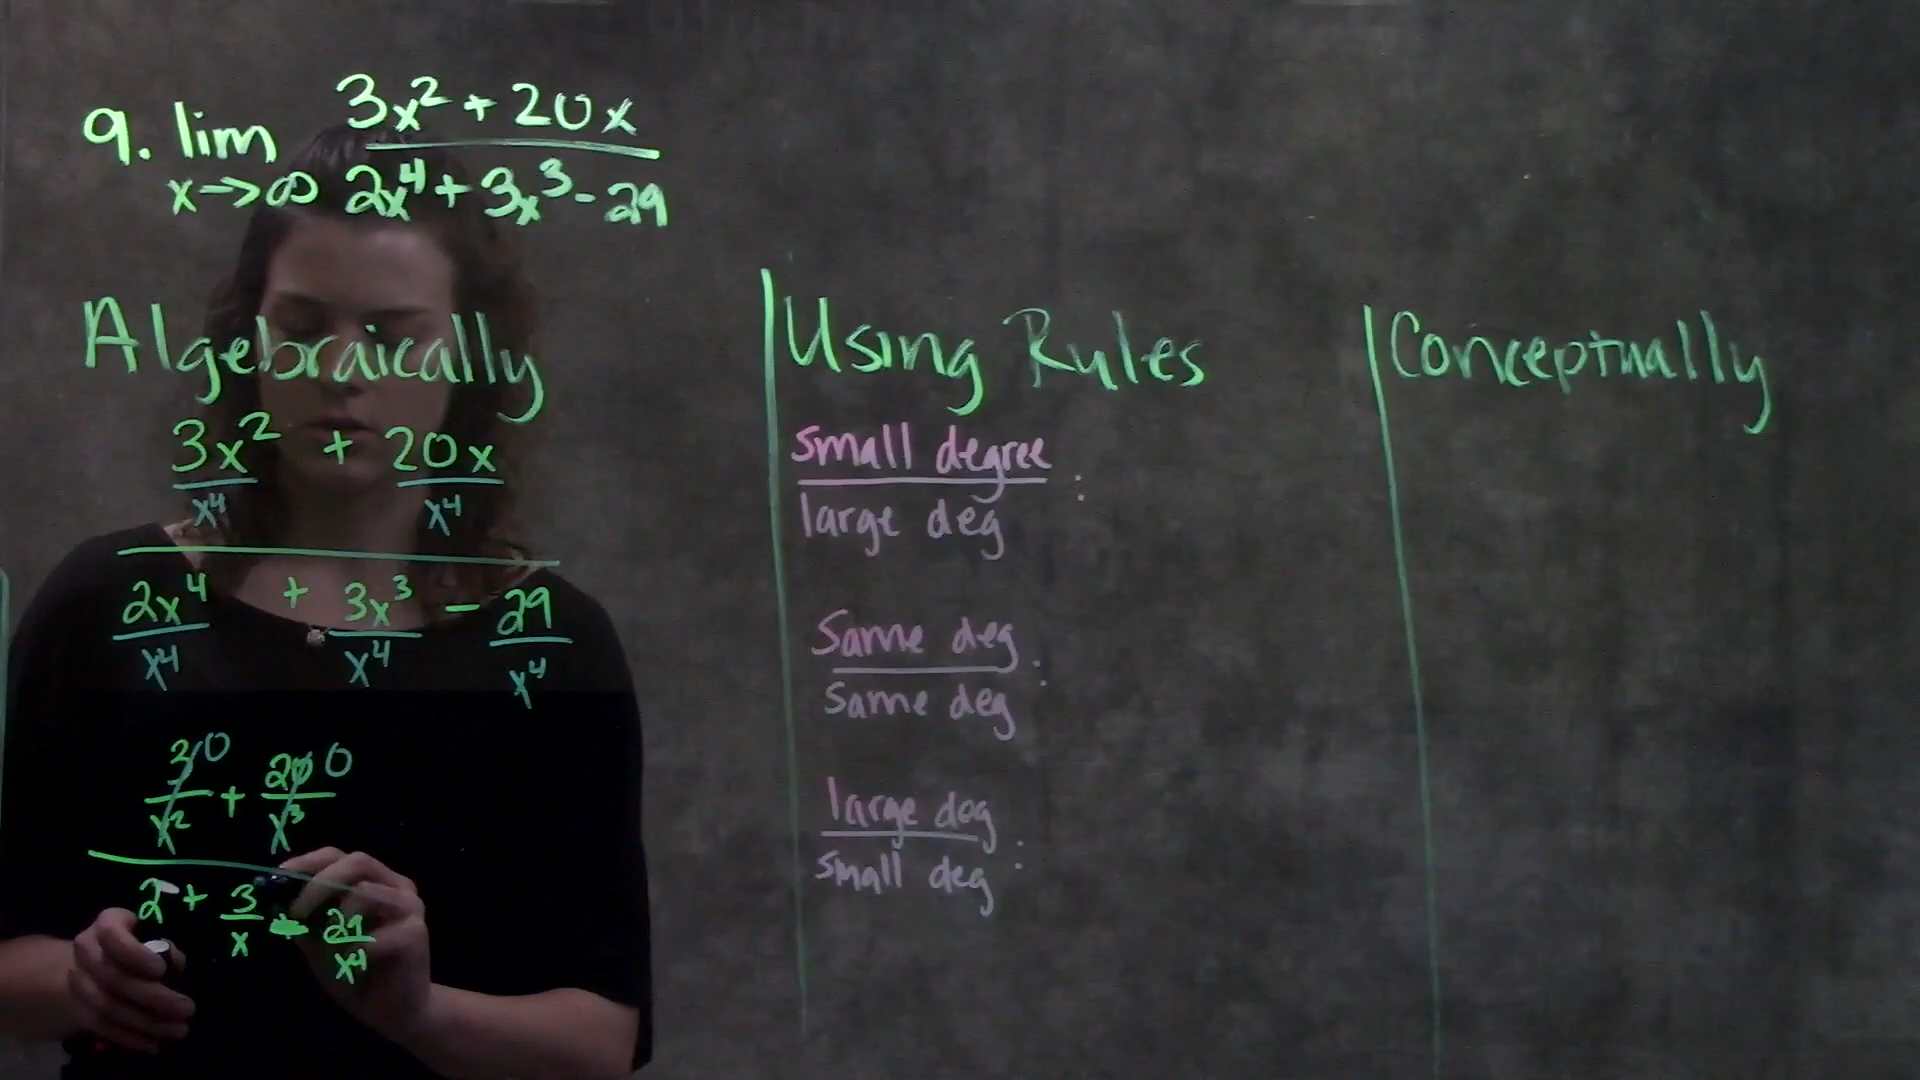 9. lim 3x² + 20x
x→∞ 2x⁴ + 3x³ - 29
Algebraically
3x² + 20x
x⁴ x⁴
2x⁴ + 3x³ - 29
x⁴ x⁴ x⁴
3 0 + 20 0
x² x³
2 + 3 - 29
x x⁴
Using Rules
small degree :
large deg
Same deg :
Same deg
large deg :
small deg
Conceptually